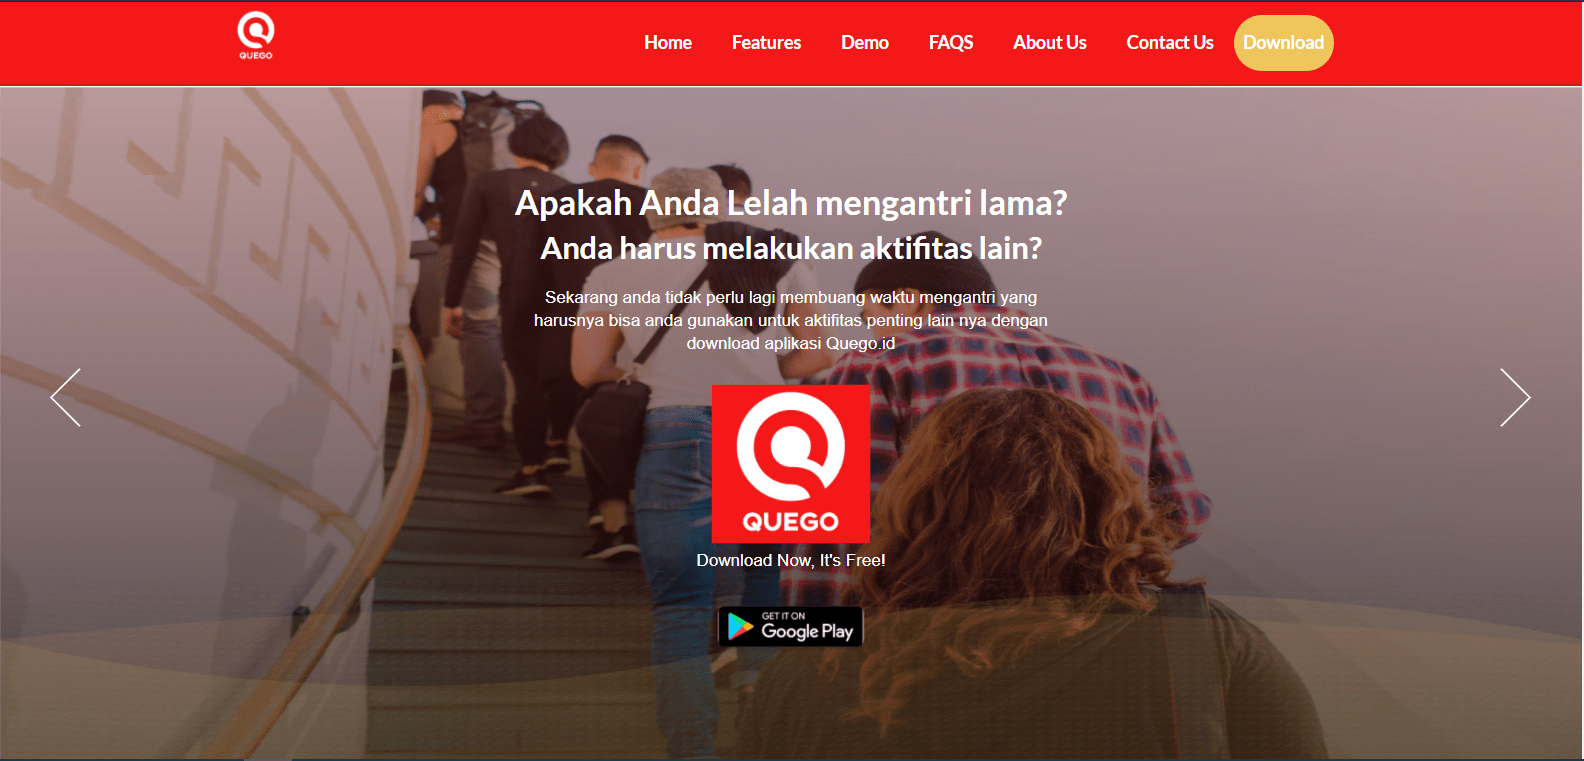 QUEGO
Home Features Demo FAQS About Us Contact Us Download
Apakah Anda Lelah mengantri lama?
Anda harus melakukan aktifitas lain?
Sekarang anda tidak perlu lagi membuang waktu mengantri yang
harusnya bisa anda gunakan untuk aktifitas penting lain nya dengan
download aplikasi Quego.id
QUEGO
Download Now, It's Free!
GET IT ON
Google Play